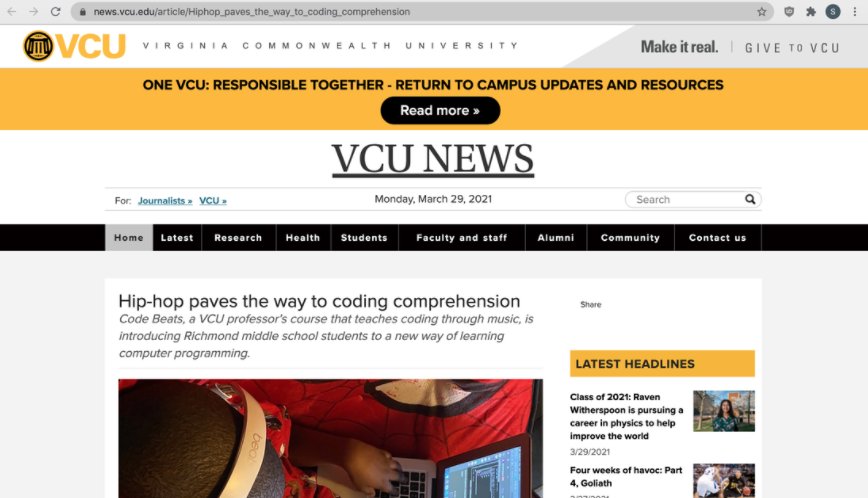 news.vcu.edu/article/Hiphop_paves_the_way_to_coding_comprehension
S
VCU VIRGINIA COMMONWEALTH UNIVERSITY
Make it real. GIVE TO VCU
ONE VCU: RESPONSIBLE TOGETHER - RETURN TO CAMPUS UPDATES AND RESOURCES
Read more »
VCU NEWS
For: Journalists » VCU »
Monday, March 29, 2021
Search
Home Latest Research Health Students Faculty and staff Alumni Community Contact us
Hip-hop paves the way to coding comprehension
Code Beats, a VCU professor's course that teaches coding through music, is
introducing Richmond middle school students to a new way of learning
computer programming.
Share
LATEST HEADLINES
Class of 2021: Raven
Witherspoon is pursuing a
career in physics to help
improve the world
3/29/2021
Four weeks of havoc: Part
4, Goliath